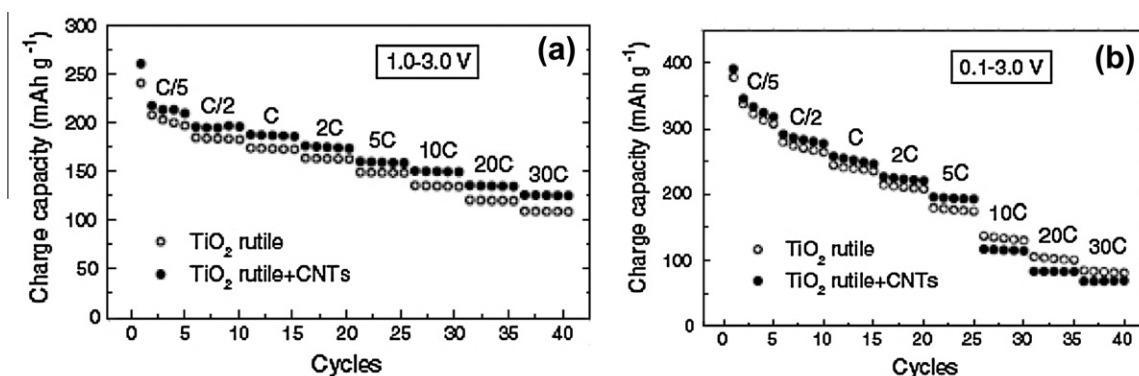 (a)
1.0-3.0 V
Charge capacity (mAh g⁻¹)
300
250
200
150
100
50
0
C/5
C/2
C
2C
5C
10C
20C
30C
TiO₂ rutile
TiO₂ rutile+CNTs
0 5 10 15 20 25 30 35 40
Cycles
(b)
0.1-3.0 V
Charge capacity (mAh g⁻¹)
400
300
200
100
0
C/5
C/2
C
2C
5C
10C
20C
30C
TiO₂ rutile
TiO₂ rutile+CNTs
0 5 10 15 20 25 30 35 40
Cycles